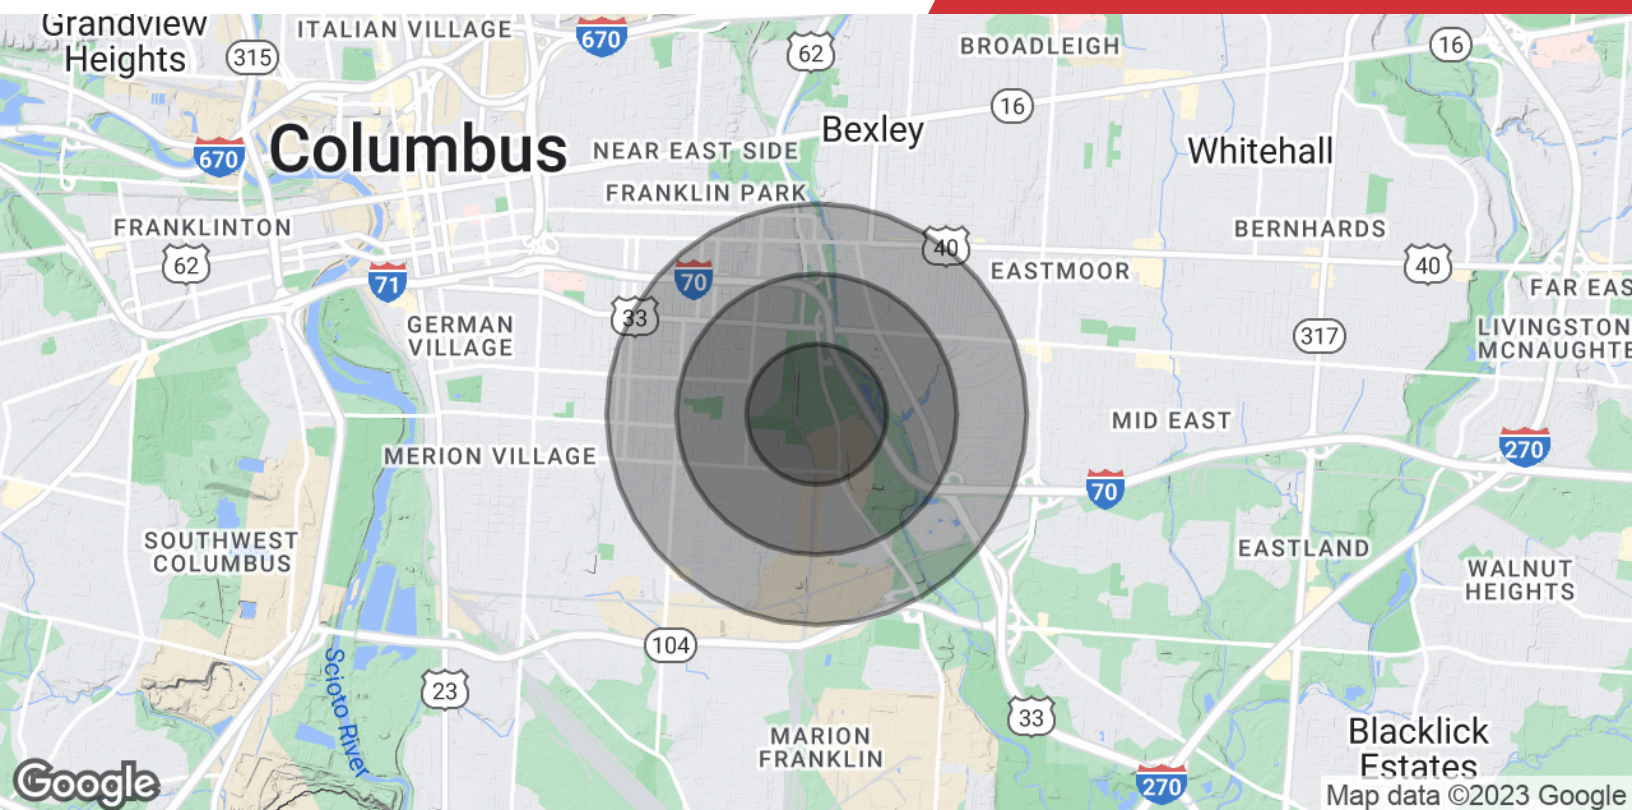 Grandview
Heights
ITALIAN VILLAGE
315
670
62
BROADLEIGH
16
16
Columbus
670
NEAR EAST SIDE
Bexley
Whitehall
FRANKLIN PARK
FRANKLINTON
62
71
70
40
EASTMOOR
BERNHARDS
40
FAR EAS
33
GERMAN
VILLAGE
317
LIVINGSTON
MCNAUGHTE
MID EAST
MERION VILLAGE
270
70
SOUTHWEST
COLUMBUS
EASTLAND
WALNUT
HEIGHTS
104
Scioto River
23
33
MARION
FRANKLIN
Blacklick
Estates
270
Google
Map data ©2023 Google